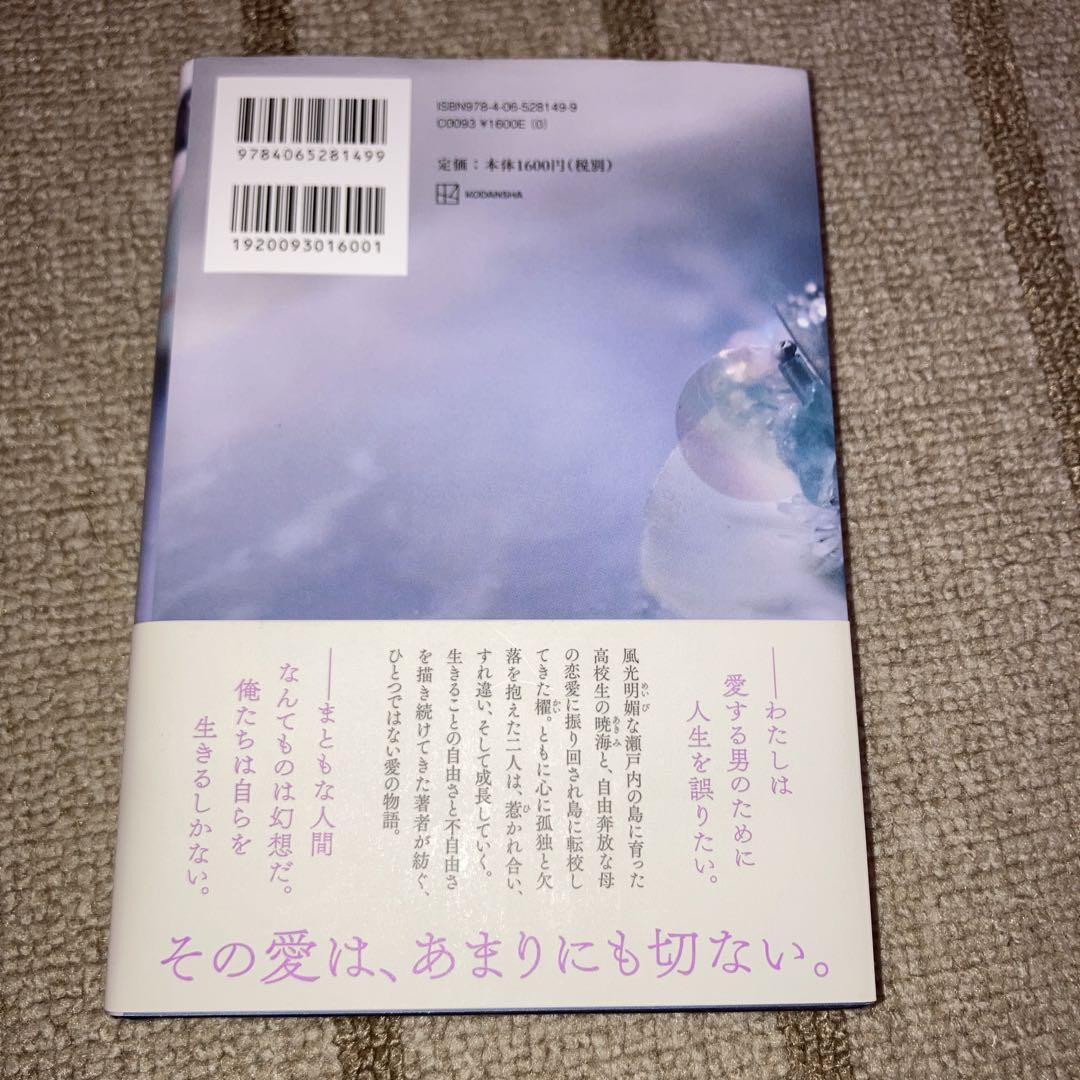 9784065281499
1920093016001
ISBN978-4-06-528149-9
C0093 ¥1600E (0)
定価：本体1600円（税別）
KODANSHA
――わたしは
愛する男のために
人生を誤りたい。
風光明媚な瀬戸内の島に育った
高校生の暁海と、自由奔放な母
の恋愛に振り回され島に転校し
てきた櫂。ともに心に孤独と欠
落を抱えた二人は、惹かれ合い、
すれ違い、そして成長していく。
生きることの自由さと不自由さ
を描き続けてきた著者が紡ぐ、
ひとつではない愛の物語。
――まともな人間
なんてものは幻想だ。
俺たちは自らを
生きるしかない。
その愛は、あまりにも切ない。